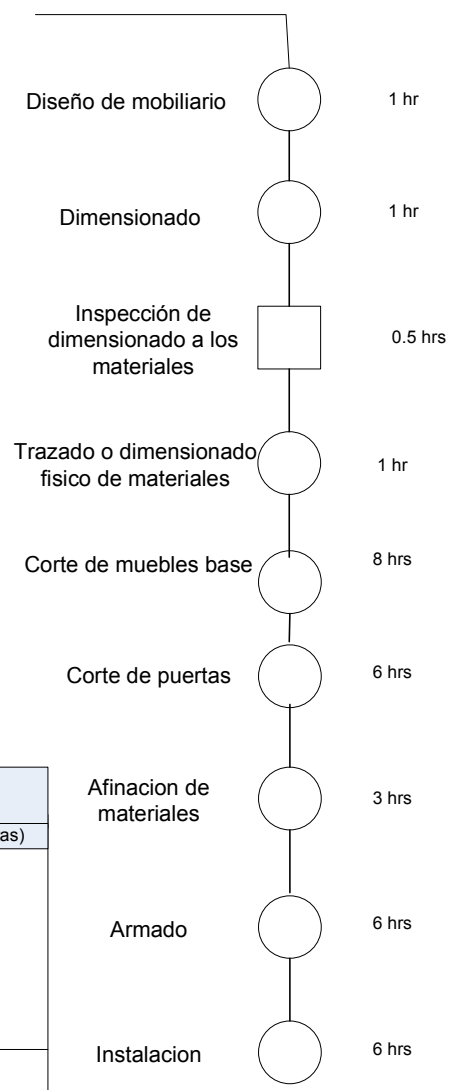 Diseño de mobiliario
1 hr
Dimensionado
1 hr
Inspección de
dimensionado a los
materiales
0.5 hrs
Trazado o dimensionado
fisico de materiales
1 hr
Corte de muebles base
8 hrs
Corte de puertas
6 hrs
Afinacion de
materiales
3 hrs
as)
Armado
6 hrs
Instalacion
6 hrs